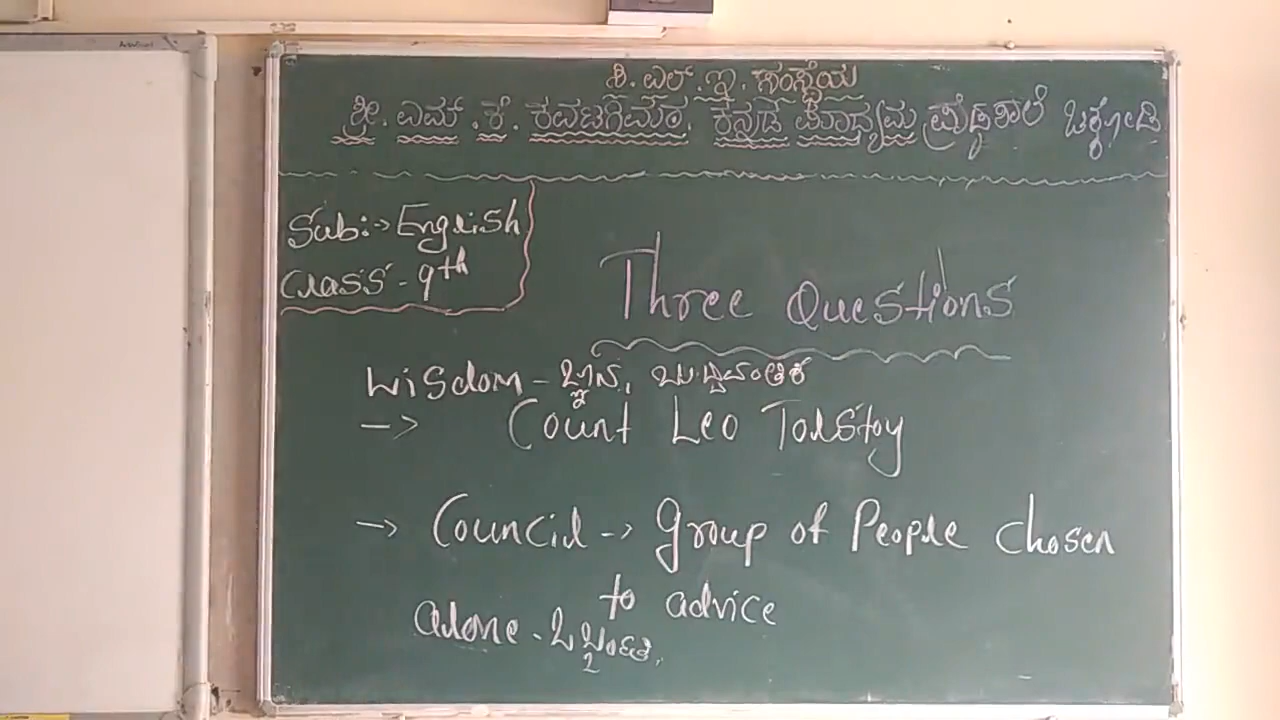 ಸಿ. ಎಲ್. ಇ. ಸಂಸ್ಥೆಯ
ಶ್ರೀ. ಎಮ್. ಕೆ. ಕವಟಗಿಮಠ. ಕನ್ನಡ ಮಾಧ್ಯಮ ಪ್ರೌಢಶಾಲೆ
Sub:→ English
Class - 9th
Three Questions
Wisdom - ಜ್ಞಾನ,
→ Count Leo Tolstoy
→ Council → group of People chosen
to advice
alone -